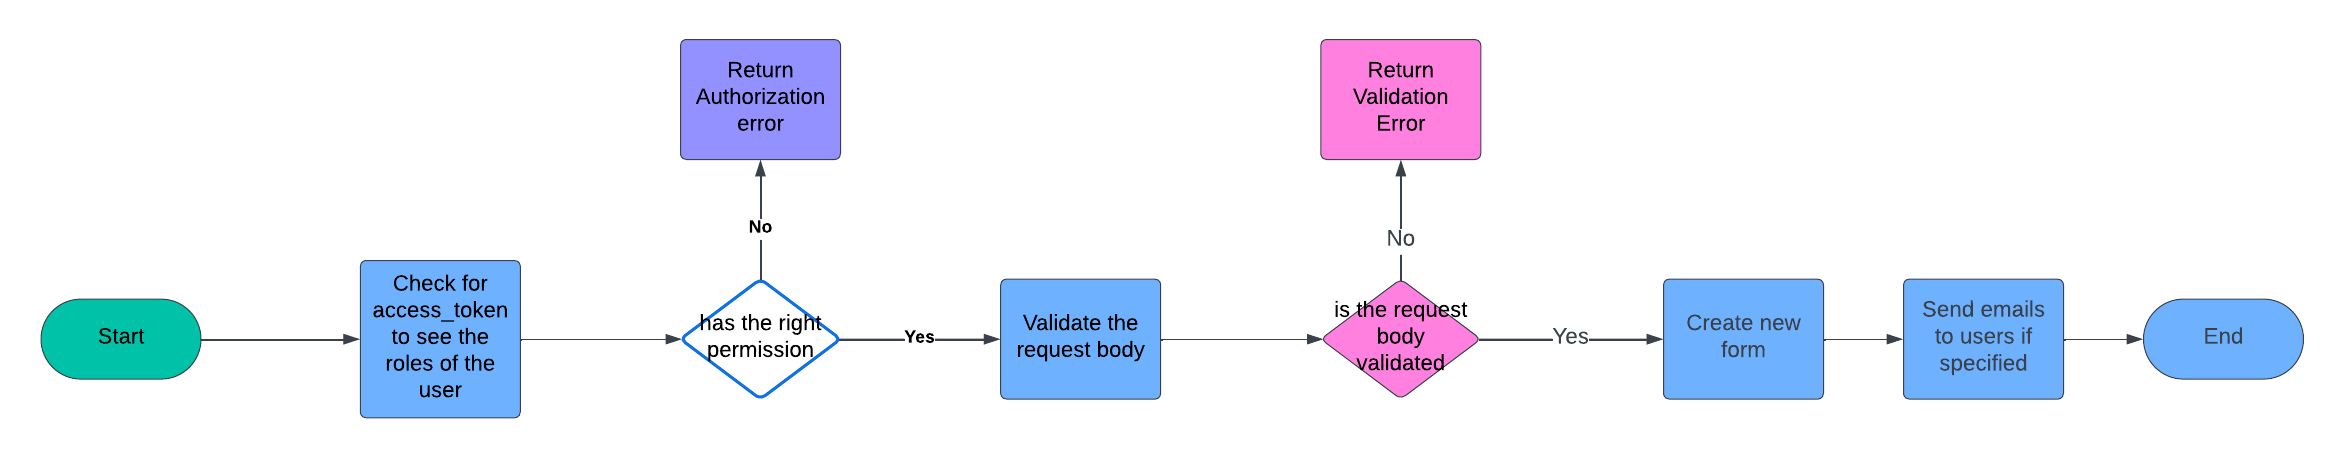 Start
Check for
access_token
to see the
roles of the
user
has the right
permission
No
Return
Authorization
error
Yes
Validate the
request body
is the request
body
validated
No
Return
Validation
Error
Yes
Create new
form
Send emails
to users if
specified
End